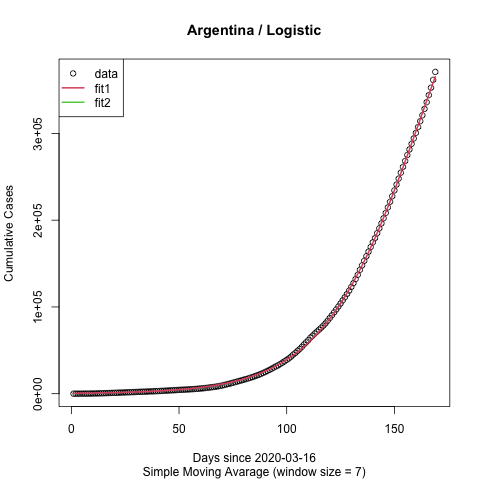 Argentina / Logistic
data
fit1
fit2
Cumulative Cases
0e+00
1e+05
2e+05
3e+05
0
50
100
150
Days since 2020-03-16
Simple Moving Avarage (window size = 7)